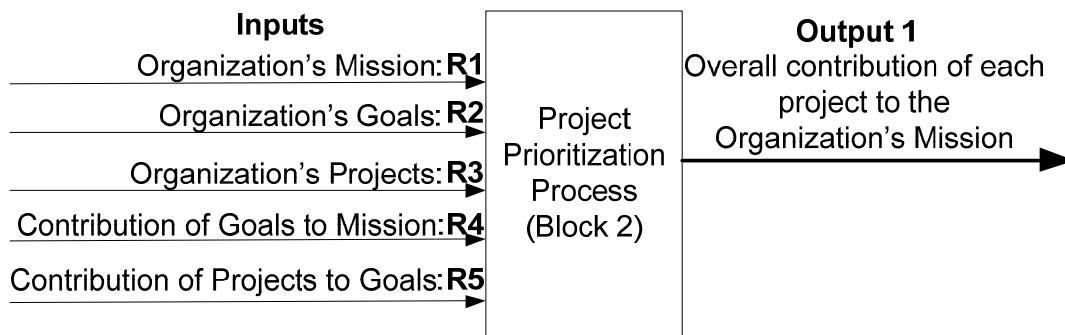 Inputs
Organization's Mission: R1
Organization's Goals: R2
Organization's Projects: R3
Contribution of Goals to Mission: R4
Contribution of Projects to Goals: R5
Project
Prioritization
Process
(Block 2)
Output 1
Overall contribution of each
project to the
Organization's Mission